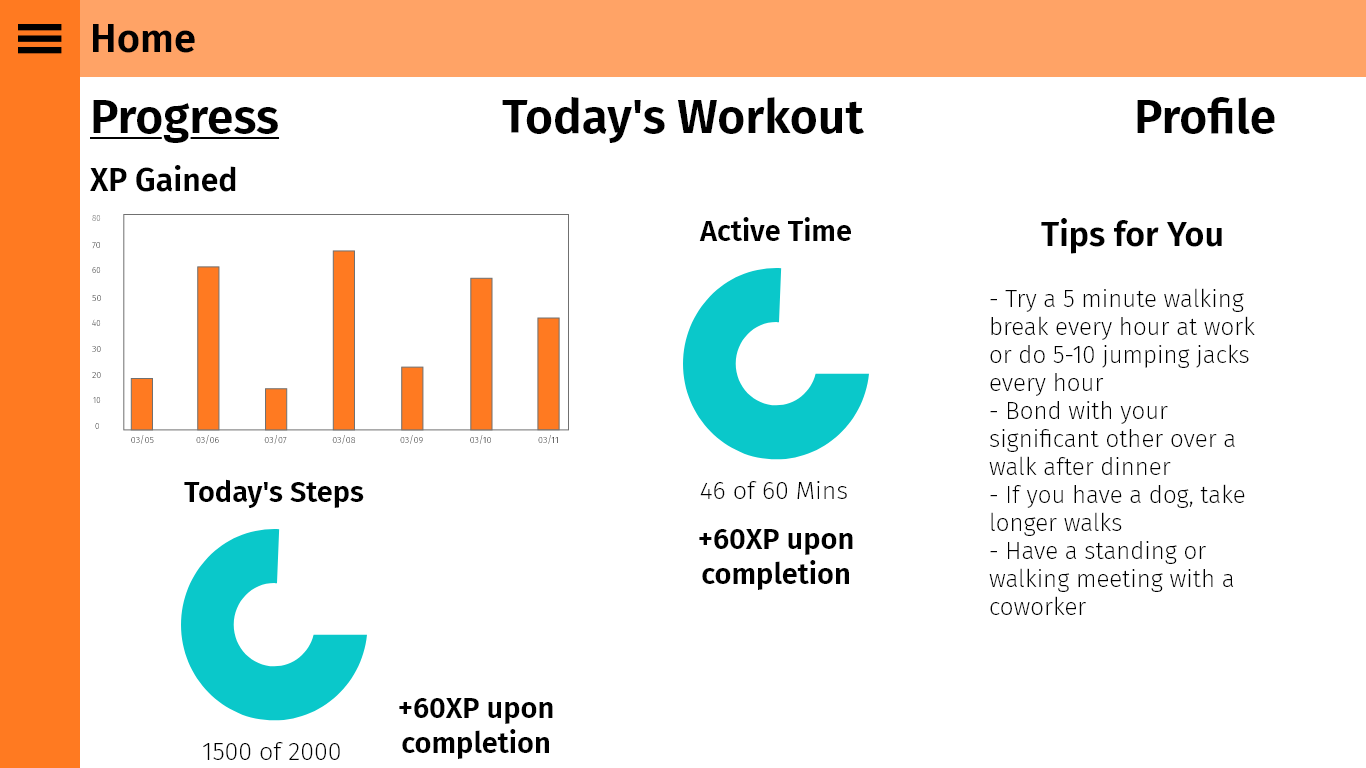 Home
Progress
Today's Workout
Profile
XP Gained
80
70
60
50
40
30
20
10
0
03/05
03/06
03/07
03/08
03/09
03/10
03/11
Today's Steps
1500 of 2000
+60XP upon
completion
Active Time
46 of 60 Mins
+60XP upon
completion
Tips for You
- Try a 5 minute walking
break every hour at work
or do 5-10 jumping jacks
every hour
- Bond with your
significant other over a
walk after dinner
- If you have a dog, take
longer walks
- Have a standing or
walking meeting with a
coworker